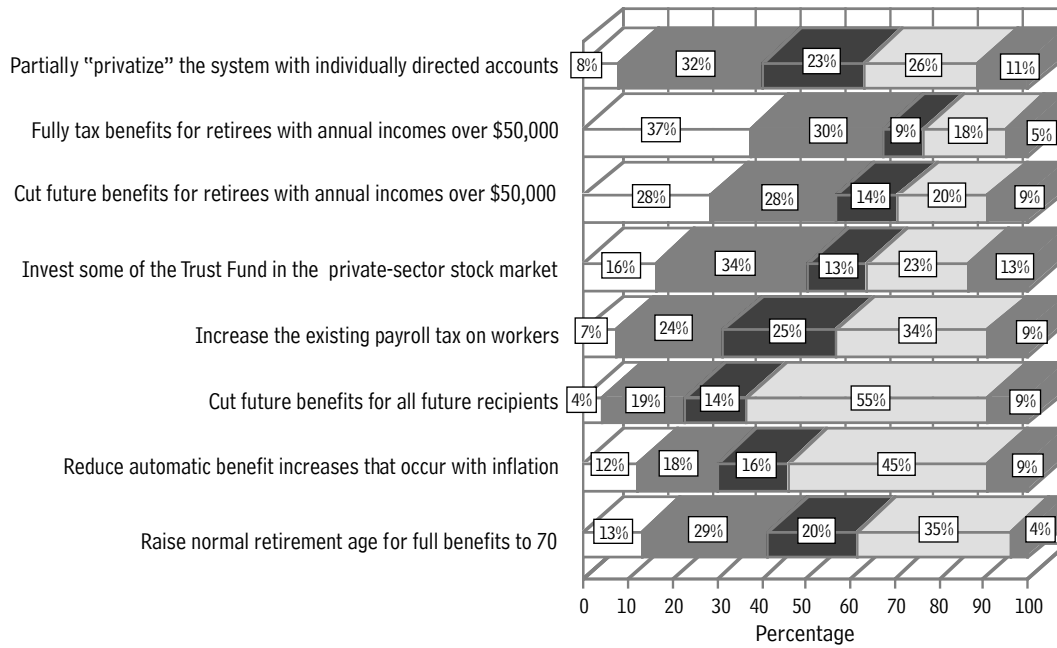 Partially “privatize” the system with individually directed accounts 8% 32% 23% 26% 11%
Fully tax benefits for retirees with annual incomes over $50,000 37% 30% 9% 18% 5%
Cut future benefits for retirees with annual incomes over $50,000 28% 28% 14% 20% 9%
Invest some of the Trust Fund in the private-sector stock market 16% 34% 13% 23% 13%
Increase the existing payroll tax on workers 7% 24% 25% 34% 9%
Cut future benefits for all future recipients 4% 19% 14% 55% 9%
Reduce automatic benefit increases that occur with inflation 12% 18% 16% 45% 9%
Raise normal retirement age for full benefits to 70 13% 29% 20% 35% 4%
0 10 20 30 40 50 60 70 80 90 100
Percentage